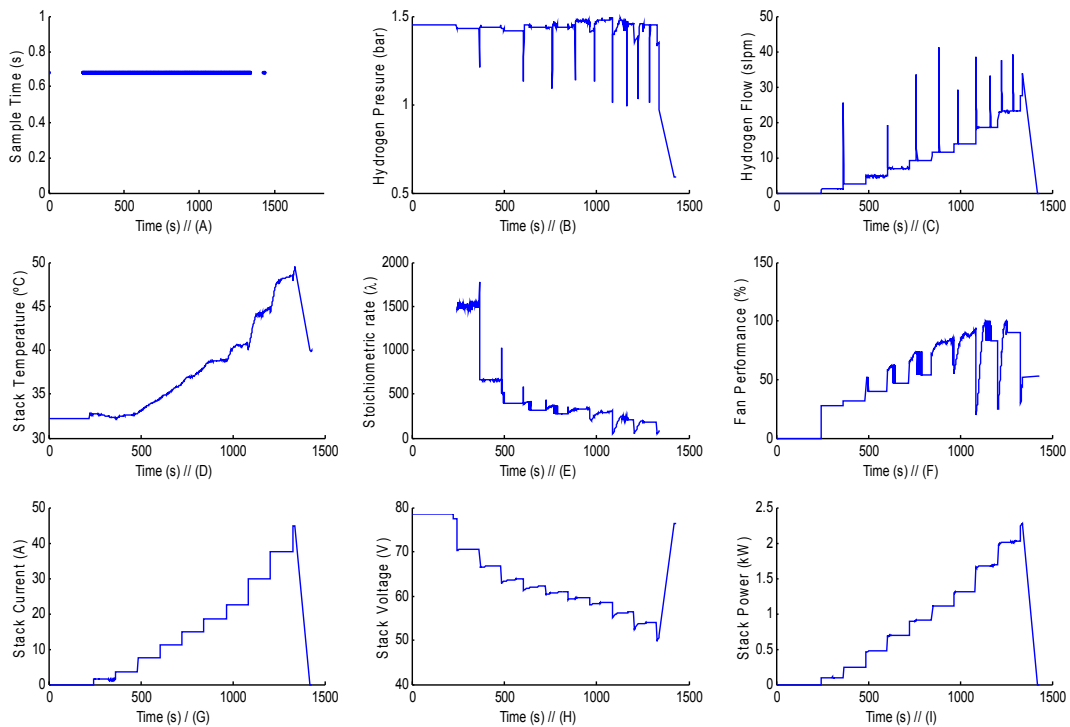 Sample Time (s)
1
0.8
0.6
0.4
0.2
0
0 500 1000 1500
Time (s) // (A)
Hydrogen Presure (bar)
1.5
1
0.5
0 500 1000 1500
Time (s) // (B)
Hydrogen Flow (slpm)
50
40
30
20
10
0
0 500 1000 1500
Time (s) // (C)
Stack Temperature (ºC)
50
45
40
35
30
0 500 1000 1500
Time (s) // (D)
Stoichiometric rate (λ)
2000
1500
1000
500
0
0 500 1000 1500
Time (s) // (E)
Fan Performance (%)
150
100
50
0
0 500 1000 1500
Time (s) // (F)
Stack Current (A)
50
40
30
20
10
0
0 500 1000 1500
Time (s) / (G)
Stack Voltage (V)
80
70
60
50
40
0 500 1000 1500
Time (s) // (H)
Stack Power (kW)
2.5
2
1.5
1
0.5
0
0 500 1000 1500
Time (s) // (I)